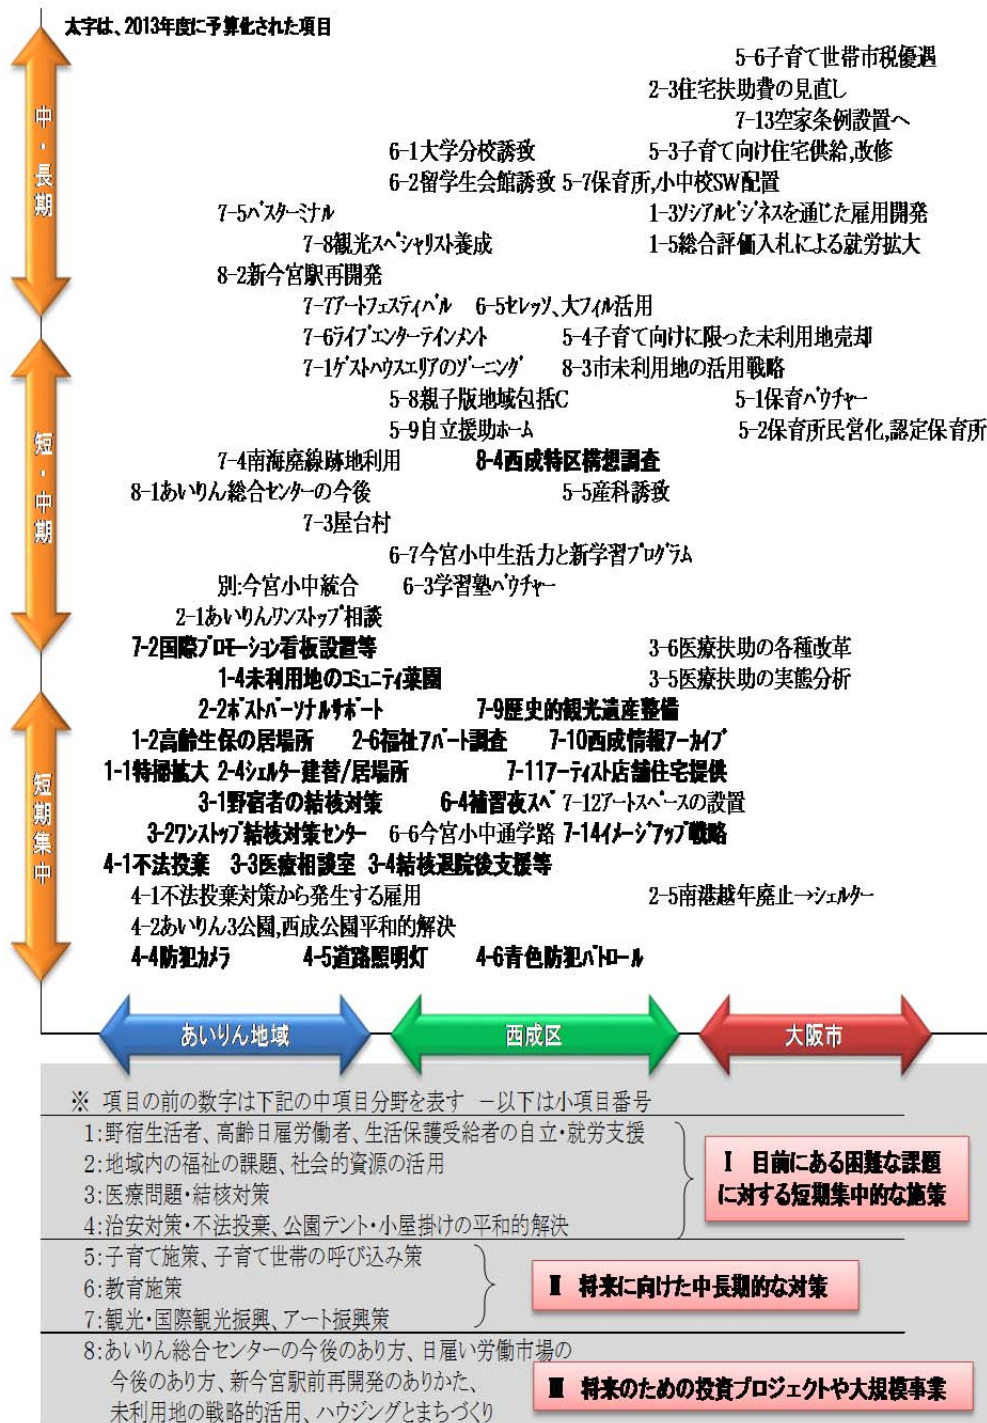 太字は、2013年度に予算化された項目
中・長期
5-6子育て世帯市税優遇
2-3住宅扶助費の見直し
7-13空家条例設置へ
6-1大学分校誘致 5-3子育て向け住宅供給,改修
6-2留学生会館誘致 5-7保育所,小中校SW配置
7-5バスターミナル 1-3ソシアルビジネスを通じた雇用開発
7-8観光スペシャリスト養成 1-5総合評価入札による就労拡大
8-2新今宮駅再開発
7-7アートフェスティバル 6-5セレッソ、大フィル活用
短・中期
7-6ライブエンターテインメント 5-4子育て向けに限った未利用地売却
7-1ゲストハウスエリアのゾーニング 8-3市未利用地の活用戦略
5-8親子版地域包括C 5-1保育バウチャー
5-9自立援助ホーム 5-2保育所民営化,認定保育所
7-4南海廃線跡地利用 8-4西成特区構想調査
8-1あいりん総合センターの今後 5-5産科誘致
7-3屋台村
6-7今宮小中生活力と新学習プログラム
別:今宮小中統合 6-3学習塾バウチャー
2-1あいりんワンストップ相談
7-2国際プロモーション看板設置等 3-6医療扶助の各種改革
1-4未利用地のコミュニティ菜園 3-5医療扶助の実態分析
短期集中
2-2ポストパーソナルサポート 7-9歴史的観光遺産整備
1-2高齢生保の居場所 2-6福祉アパート調査 7-10西成情報アーカイブ
1-1特掃拡大 2-4シェルター建替/居場所 7-11アーティスト店舗住宅提供
3-1野宿者の結核対策 6-4補習夜スペ 7-12アートスペースの設置
3-2ワンストップ結核対策センター 6-6今宮小中通学路 7-14イメージアップ戦略
4-1不法投棄 3-3医療相談室 3-4結核退院後支援等
4-1不法投棄対策から発生する雇用 2-5南港越年廃止→シェルター
4-2あいりん3公園,西成公園平和的解決
4-4防犯カメラ 4-5道路照明灯 4-6青色防犯パトロール
あいりん地域 西成区 大阪市
※ 項目の前の数字は下記の中項目分野を表す －以下は小項目番号
1:野宿生活者、高齢日雇労働者、生活保護受給者の自立・就労支援
2:地域内の福祉の課題、社会的資源の活用
3:医療問題・結核対策
4:治安対策・不法投棄、公園テント・小屋掛けの平和的解決
Ⅰ 目前にある困難な課題
に対する短期集中的な施策
5:子育て施策、子育て世帯の呼び込み策
6:教育施策
7:観光・国際観光振興、アート振興策
Ⅱ 将来に向けた中長期的な対策
8:あいりん総合センターの今後のあり方、日雇い労働市場の
今後のあり方、新今宮駅前再開発のありかた、
未利用地の戦略的活用、ハウジングとまちづくり
Ⅲ 将来のための投資プロジェクトや大規模事業